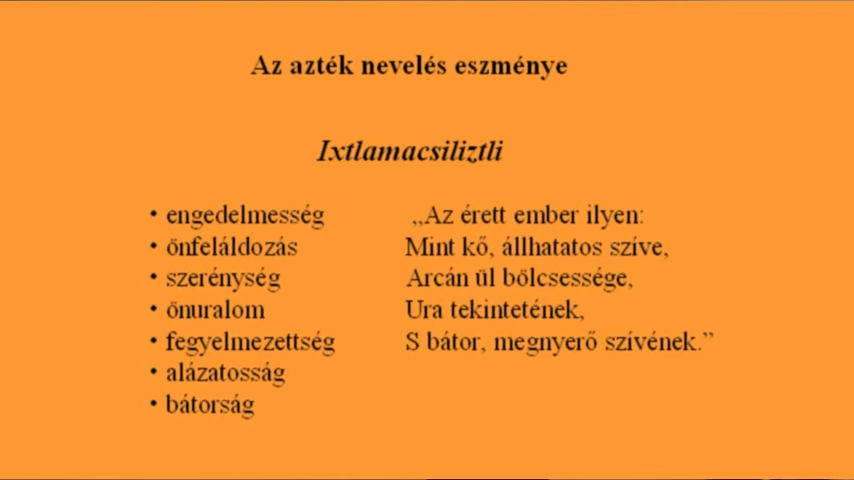 Az azték nevelés eszménye
Ixtlamacsiliztli
• engedelmesség
• önfeláldozás
• szerénység
• önuralom
• fegyelmezettség
• alázatosság
• bátorság
„Az érett ember ilyen:
Mint kő, állhatatos szíve,
Arcán ül bölcsessége,
Ura tekintetének,
S bátor, megnyerő szívének.”